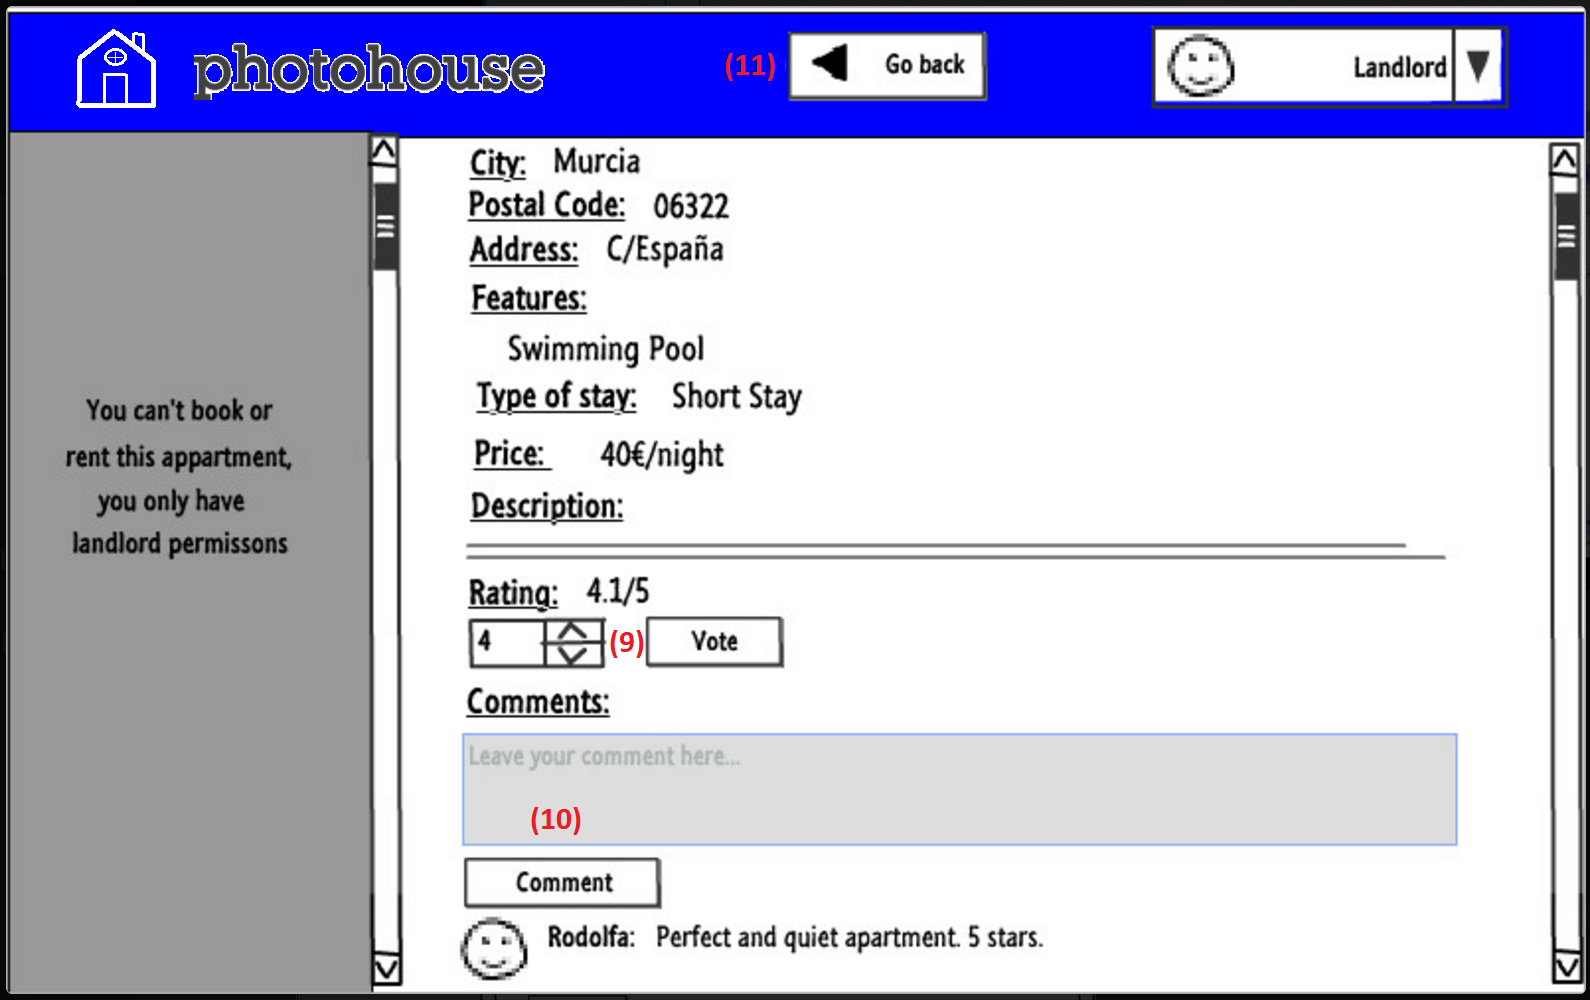 photohouse
(11) Go back
Landlord
You can't book or
rent this appartment,
you only have
landlord permissons
City: Murcia
Postal Code: 06322
Address: C/España
Features:
Swimming Pool
Type of stay: Short Stay
Price: 40€/night
Description:
Rating: 4.1/5
4 (9) Vote
Comments:
Leave your comment here...
(10)
Comment
Rodolfa: Perfect and quiet apartment. 5 stars.